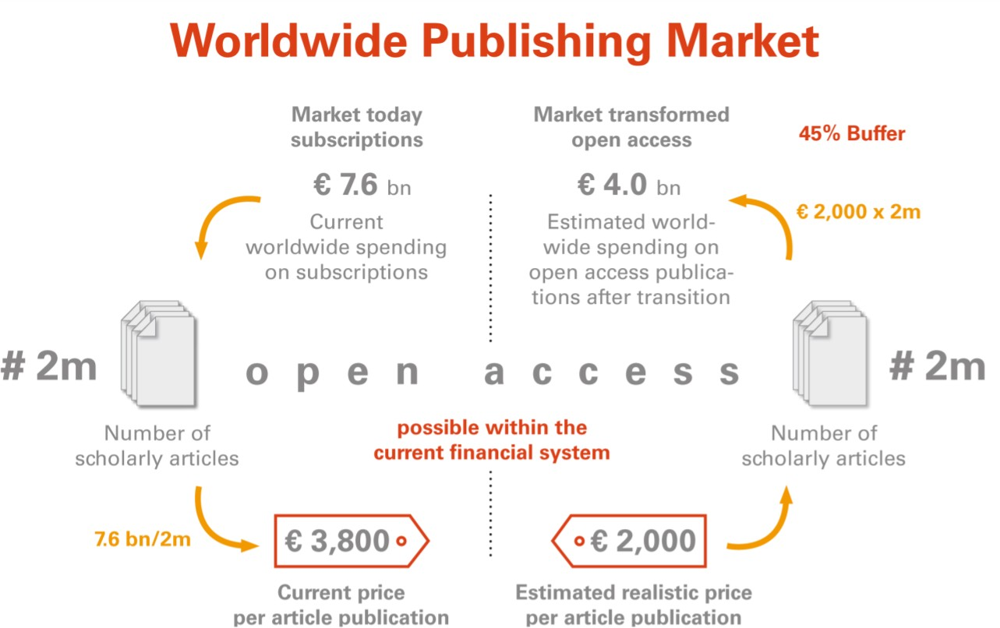 Worldwide Publishing Market
Market today
subscriptions
€ 7.6 bn
Current
worldwide spending
on subscriptions
Market transformed
open access
€ 4.0 bn
Estimated world-
wide spending on
open access publica-
tions after transition
45% Buffer
€ 2,000 x 2m
# 2m
Number of
scholarly articles
open access
possible within the
current financial system
# 2m
Number of
scholarly articles
7.6 bn/2m
€ 3,800
Current price
per article publication
€ 2,000
Estimated realistic price
per article publication